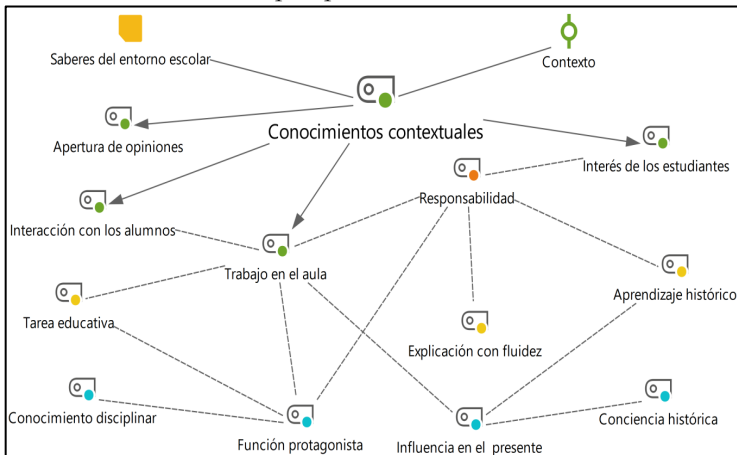 Saberes del entorno escolar
Contexto
Conocimientos contextuales
Apertura de opiniones
Interés de los estudiantes
Responsabilidad
Interacción con los alumnos
Trabajo en el aula
Aprendizaje histórico
Tarea educativa
Explicación con fluidez
Conocimiento disciplinar
Conciencia histórica
Función protagonista
Influencia en el presente